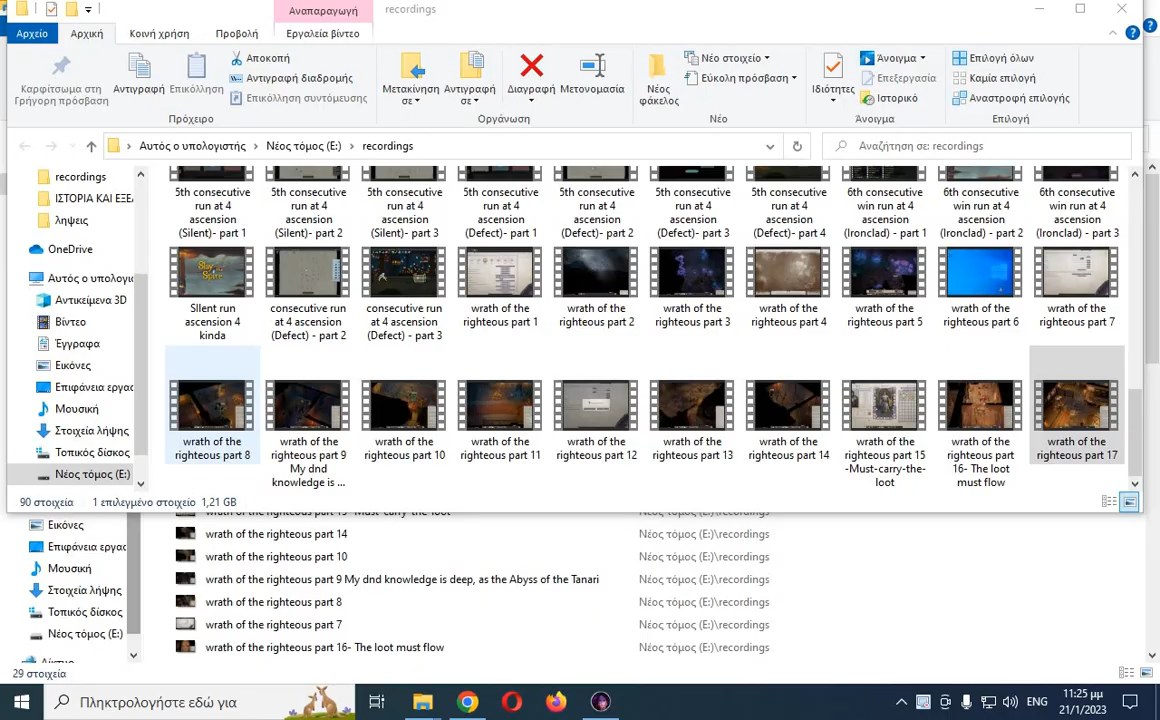 Αναπαραγωγή recordings
Αρχείο Αρχική Κοινή χρήση Προβολή Εργαλεία βίντεο
Καρφίτσωμα στη
Γρήγορη πρόσβαση
Αντιγραφή
Επικόλληση
Αποκοπή
Αντιγραφή διαδρομής
Επικόλληση συντόμευσης
Πρόχειρο
Μετακίνηση
σε
Αντιγραφή
σε
Διαγραφή
Μετονομασία
Οργάνωση
Νέος
φάκελος
Νέο στοιχείο
Εύκολη πρόσβαση
Νέο
Ιδιότητες
Άνοιγμα
Επεξεργασία
Ιστορικό
Άνοιγμα
Επιλογή όλων
Καμία επιλογή
Αναστροφή επιλογής
Επιλογή
Αυτός ο υπολογιστής Νέος τόμος (E:) recordings
Αναζήτηση σε: recordings
recordings
ΙΣΤΟΡΙΑ ΚΑΙ ΕΞΕΛ
ληψεις
OneDrive
Αυτός ο υπολογισ
Αντικείμενα 3D
Βίντεο
Έγγραφα
Εικόνες
Επιφάνεια εργασ
Μουσική
Στοιχεία λήψης
Τοπικός δίσκος
Νέος τόμος (E:)
5th consecutive
run at 4
ascension
(Silent)- part 1
5th consecutive
run at 4
ascension
(Silent)- part 2
5th consecutive
run at 4
ascension
(Silent)- part 3
5th consecutive
run at 4
ascension
(Defect)- part 1
5th consecutive
run at 4
ascension
(Defect)- part 2
5th consecutive
run at 4
ascension
(Defect)- part 3
5th consecutive
run at 4
ascension
(Defect)- part 4
6th consecutive
win run at 4
ascension
(Ironclad) - part 1
6th consecutive
win run at 4
ascension
(Ironclad) - part 2
6th consecutive
win run at 4
ascension
(Ironclad) - part 3
SIlent run
ascension 4
kinda
consecutive run
at 4 ascension
(Defect) - part 2
consecutive run
at 4 ascension
(Defect) - part 3
wrath of the
righteous part 1
wrath of the
righteous part 2
wrath of the
righteous part 3
wrath of the
righteous part 4
wrath of the
righteous part 5
wrath of the
righteous part 6
wrath of the
righteous part 7
wrath of the
righteous part 8
wrath of the
righteous part 9
My dnd
knowledge is ...
wrath of the
righteous part 10
wrath of the
righteous part 11
wrath of the
righteous part 12
wrath of the
righteous part 13
wrath of the
righteous part 14
wrath of the
righteous part 15
-Must-carry-the-
loot
wrath of the
righteous part
16- The loot
must flow
wrath of the
righteous part 17
90 στοιχεία 1 επιλεγμένο στοιχείο 1,21 GB
Εικόνες
Επιφάνεια εργασ
Μουσική
Στοιχεία λήψης
Τοπικός δίσκος
Νέος τόμος (E:)
wrath of the righteous part 15 -Must-carry-the-loot Νέος τόμος (E:)\recordings
wrath of the righteous part 14 Νέος τόμος (E:)\recordings
wrath of the righteous part 10 Νέος τόμος (E:)\recordings
wrath of the righteous part 9 My dnd knowledge is deep, as the Abyss of the Tanari Νέος τόμος (E:)\recordings
wrath of the righteous part 8 Νέος τόμος (E:)\recordings
wrath of the righteous part 7 Νέος τόμος (E:)\recordings
wrath of the righteous part 16- The loot must flow Νέος τόμος (E:)\recordings
29 στοιχεία
Πληκτρολογήστε εδώ για
ENG
11:25 μμ
21/1/2023